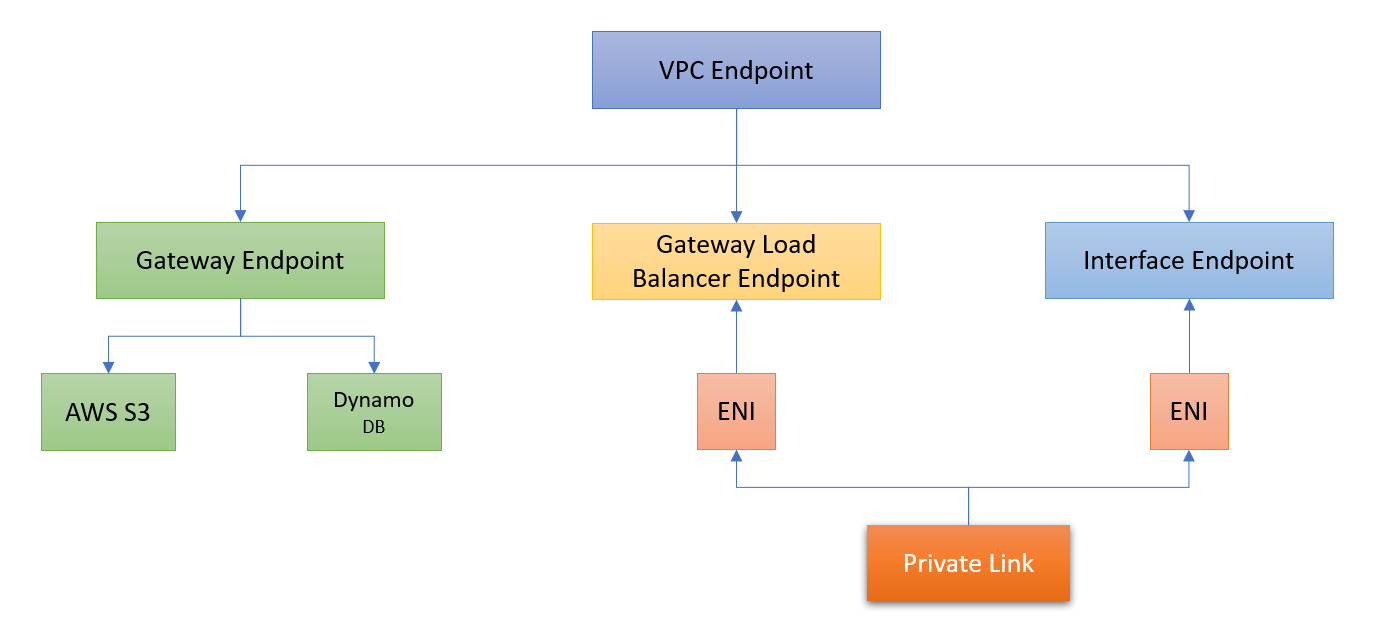 VPC Endpoint
Gateway Endpoint
Gateway Load
Balancer Endpoint
Interface Endpoint
AWS S3
Dynamo
DB
ENI
ENI
Private Link